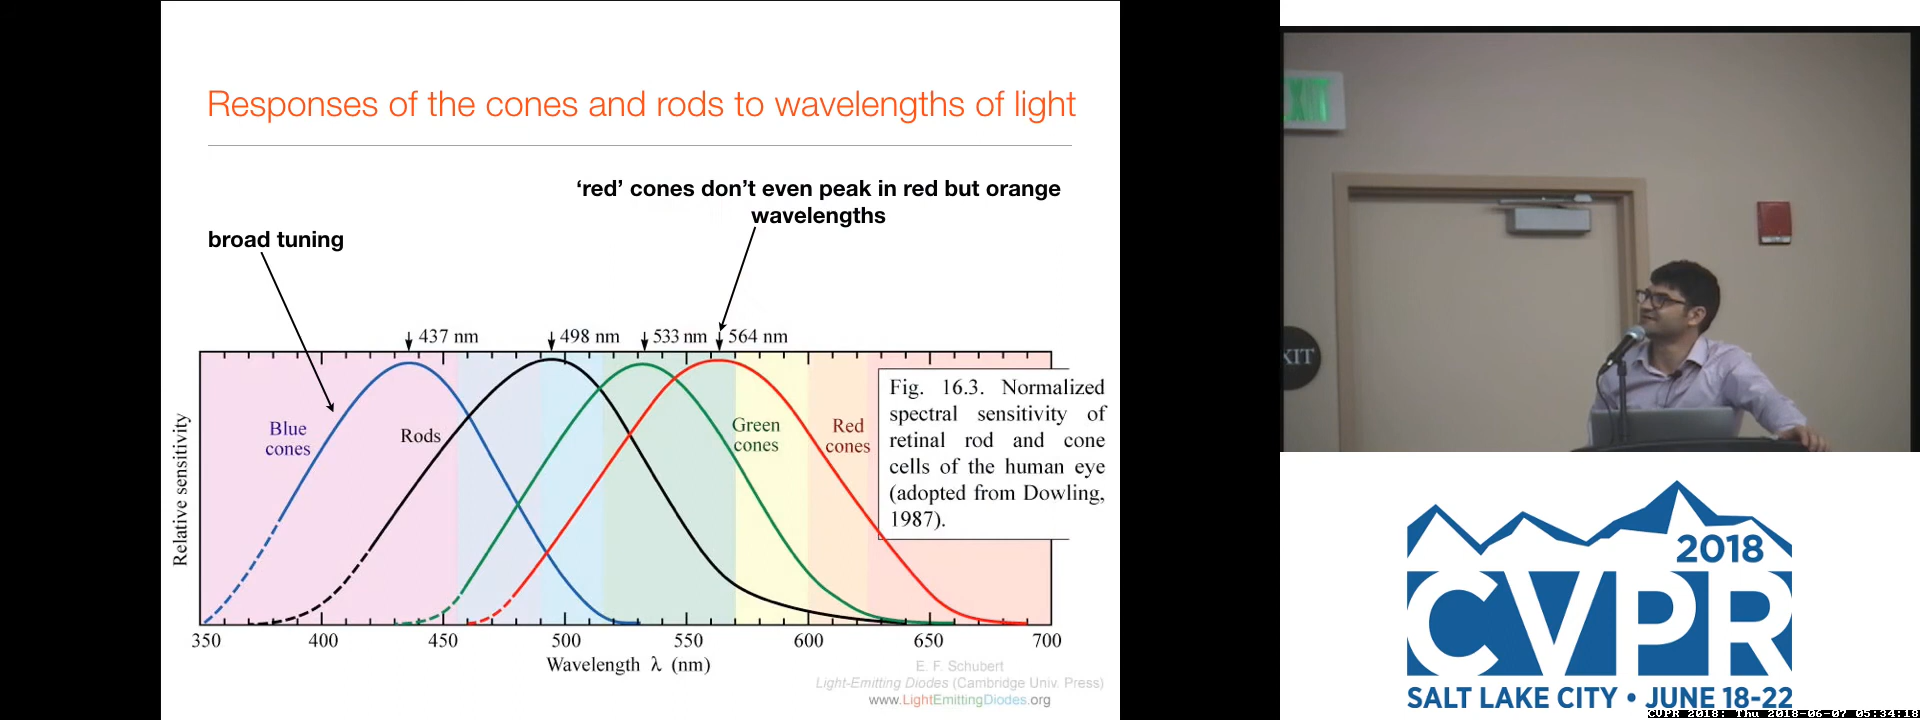 Responses of the cones and rods to wavelengths of light
‘red’ cones don’t even peak in red but orange
wavelengths
broad tuning
437 nm
498 nm
533 nm
564 nm
Blue
cones
Rods
Green
cones
Red
cones
Fig. 16.3. Normalized
spectral sensitivity of
retinal rod and cone
cells of the human eye
(adopted from Dowling,
1987).
Relative sensitivity
350 400 450 500 550 600 650 700
Wavelength λ (nm)
E. F. Schubert
Light-Emitting Diodes (Cambridge Univ. Press)
www.LightEmittingDiodes.org
EXIT
XIT
2018
CVPR
SALT LAKE CITY • JUNE 18-22
CVPR 2018: Thu 2018-06-07 05:34:18